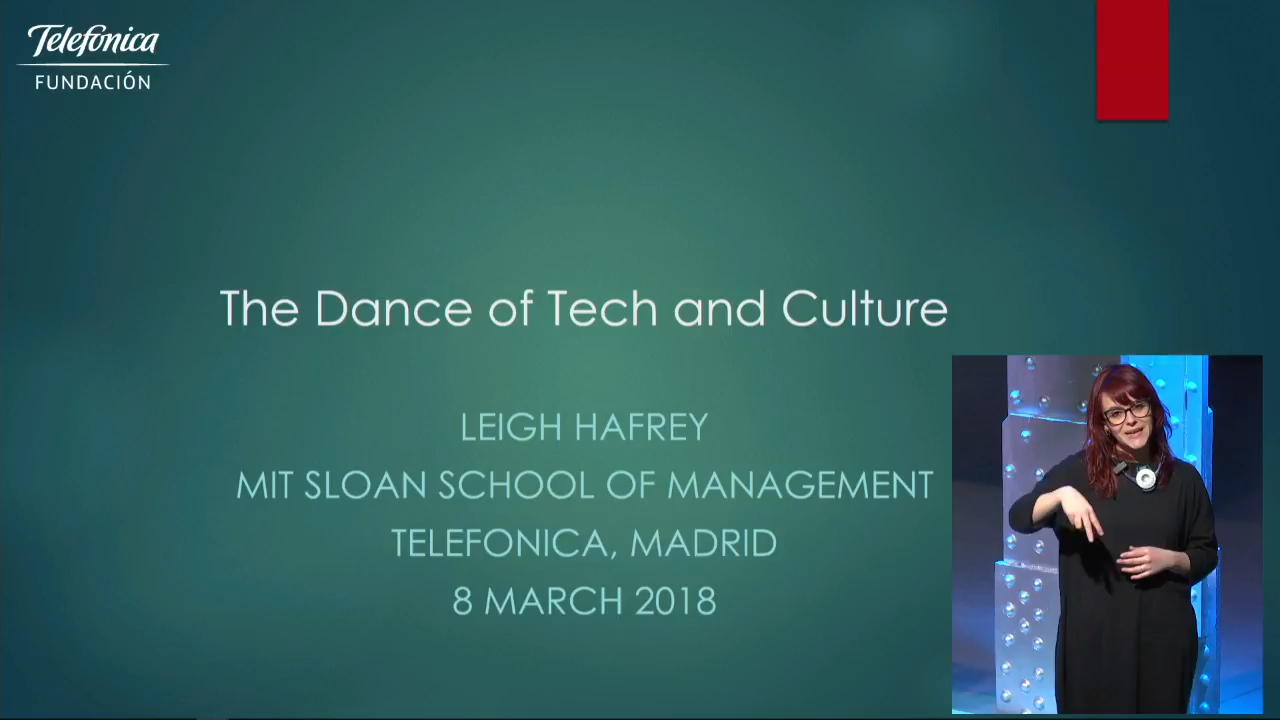 Telefónica
FUNDACIÓN
The Dance of Tech and Culture
LEIGH HAFREY
MIT SLOAN SCHOOL OF MANAGEMENT
TELEFONICA, MADRID
8 MARCH 2018